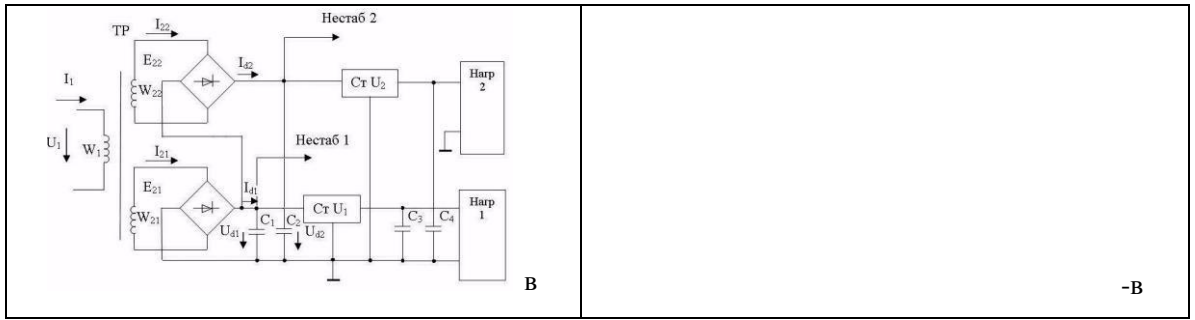 Нестаб 2
ТР
I22
E22
Id2
W22
Ст U2
Нагр
2
I1
U1
W1
Нестаб 1
I21
E21
Id1
W21
Ст U1
Нагр
1
Ud1
C1
C2
Ud2
C3
C4
в
-в